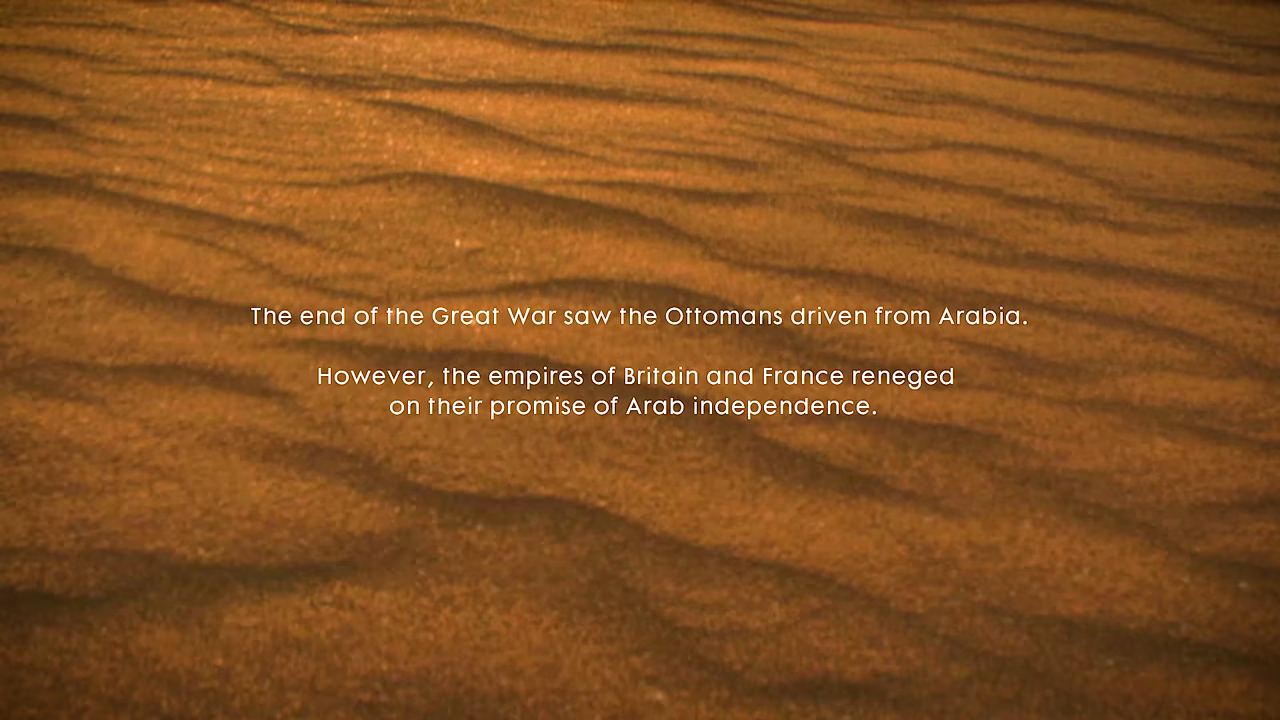 The end of the Great War saw the Ottomans driven from Arabia.
However, the empires of Britain and France reneged
on their promise of Arab independence.